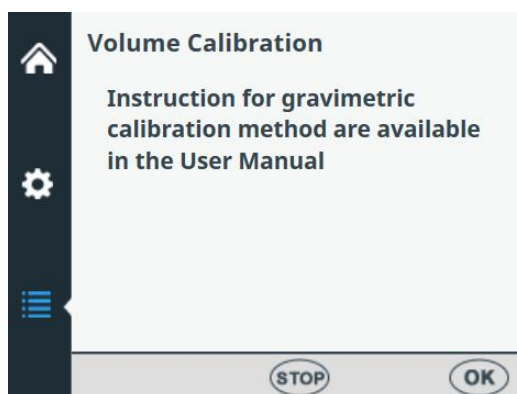 Volume Calibration
Instruction for gravimetric
calibration method are available
in the User Manual
STOP
OK